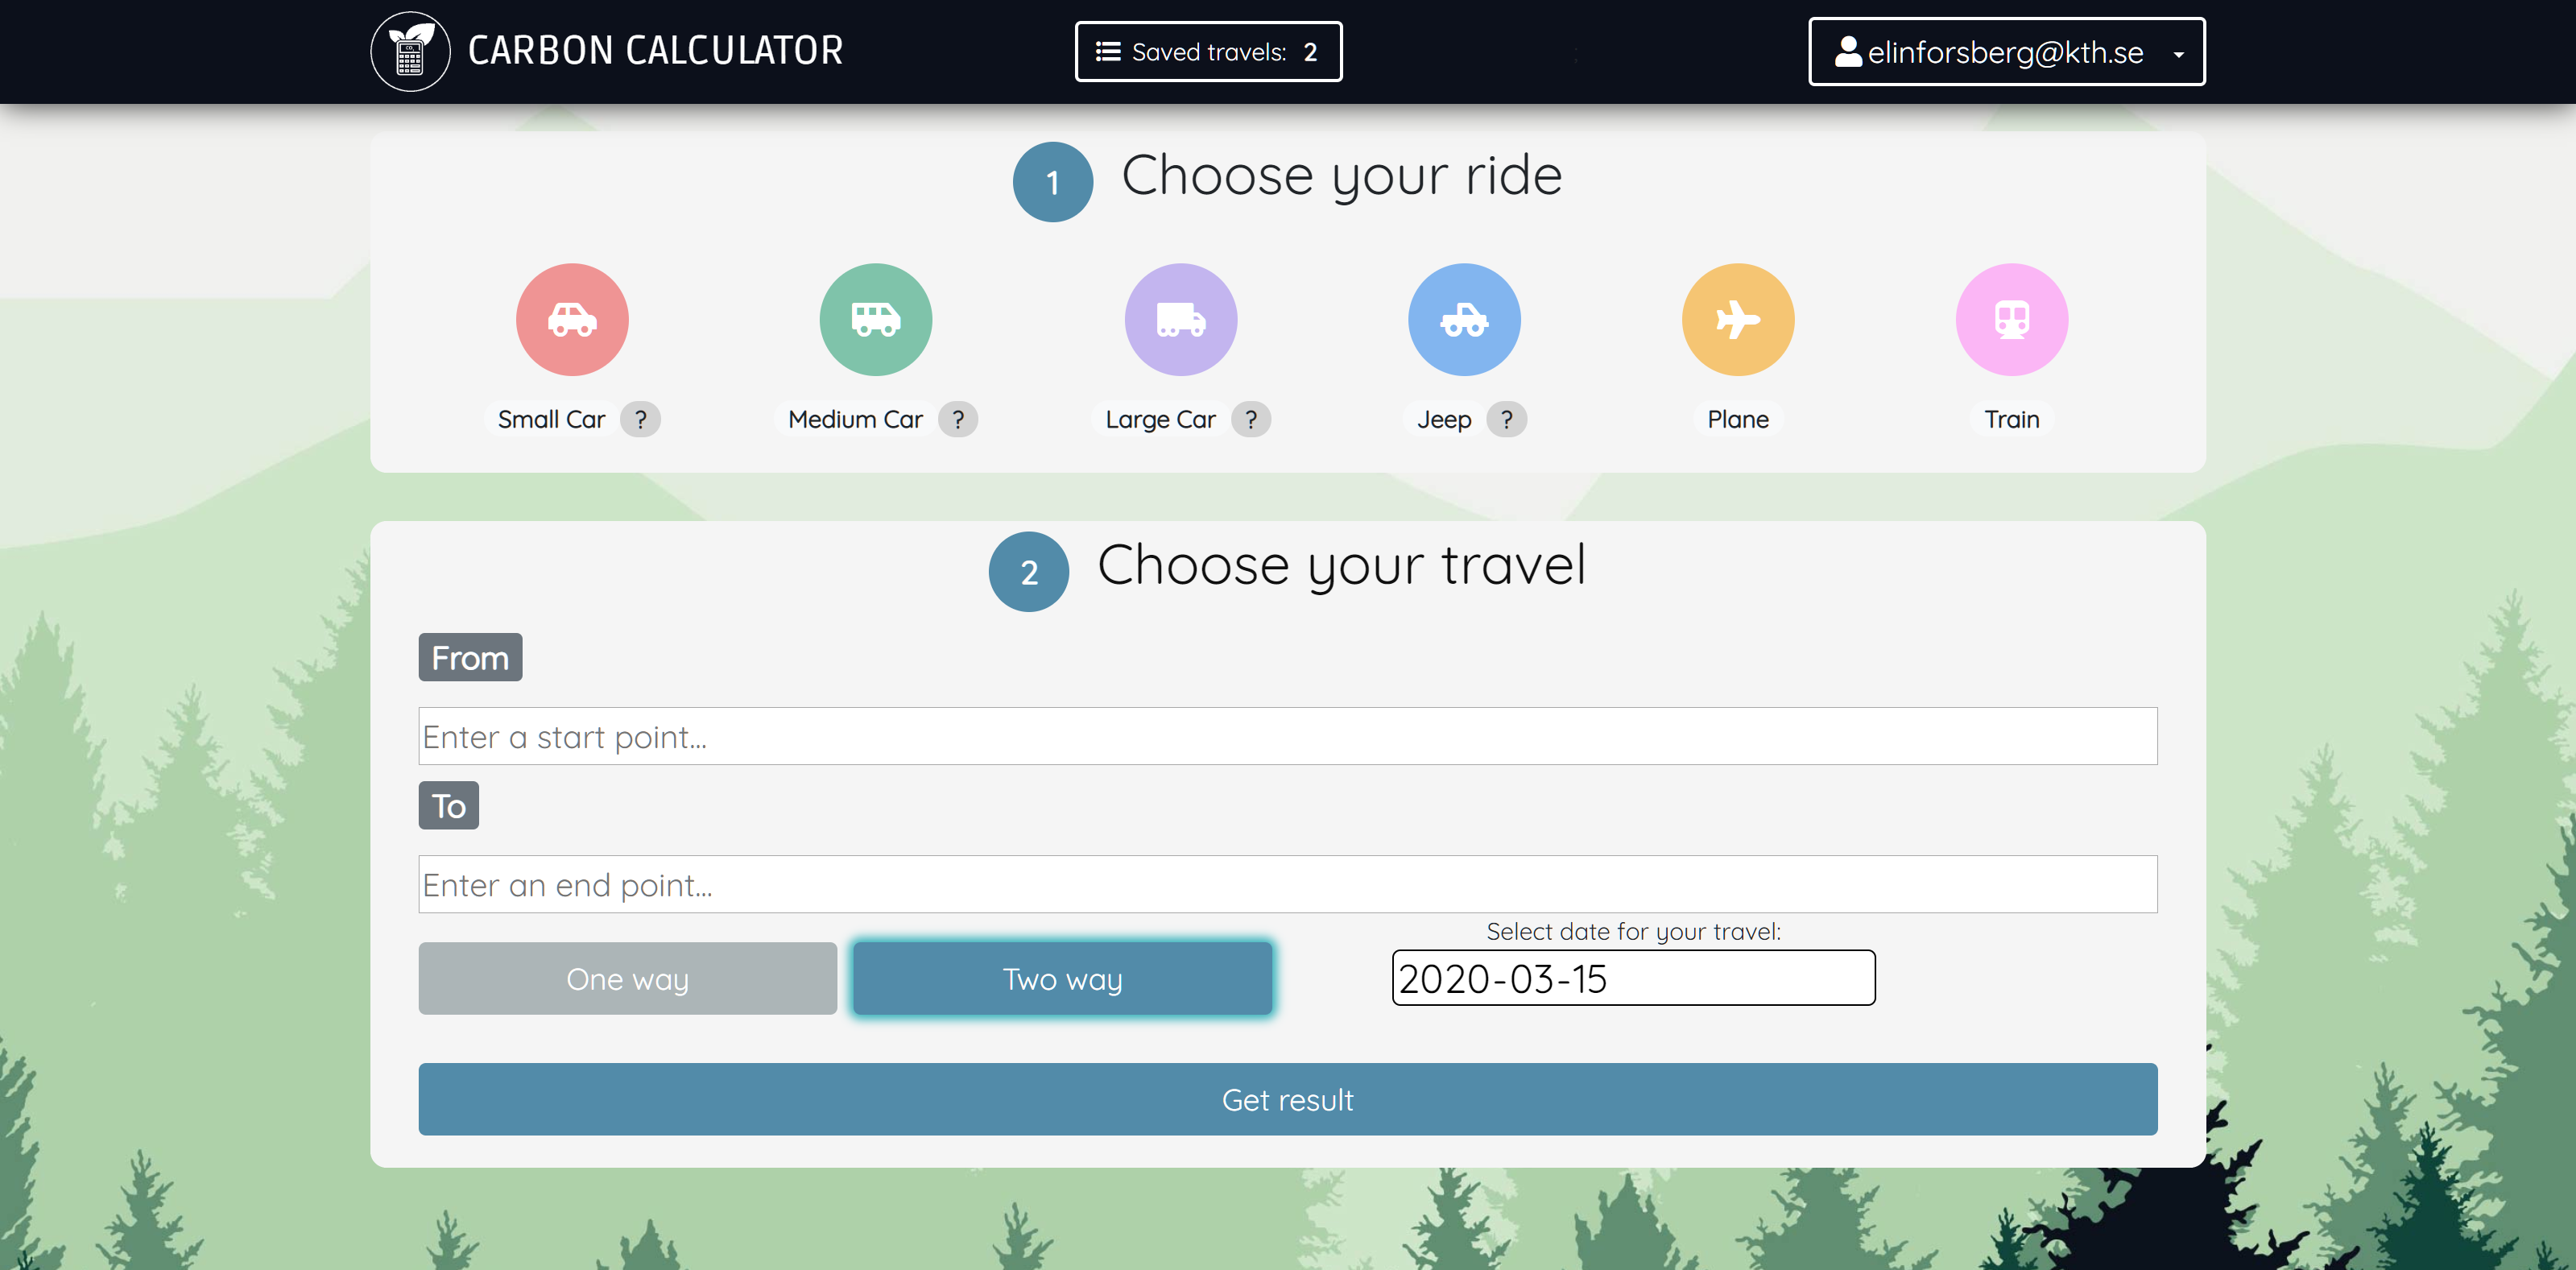 CARBON CALCULATOR
Saved travels: 2
elinforsberg@kth.se
1 Choose your ride
Small Car ? Medium Car ? Large Car ? Jeep ? Plane Train
2 Choose your travel
From
Enter a start point...
To
Enter an end point...
Select date for your travel:
One way Two way 2020-03-15
Get result